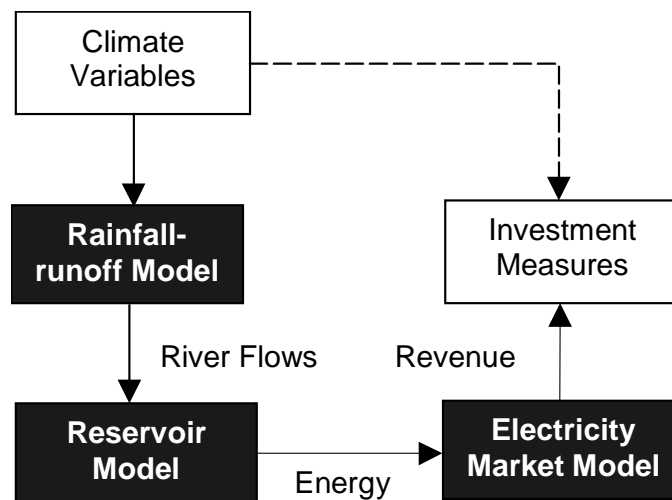 Climate
Variables
Rainfall-
runoff Model
Investment
Measures
River Flows
Revenue
Reservoir
Model
Energy
Electricity
Market Model